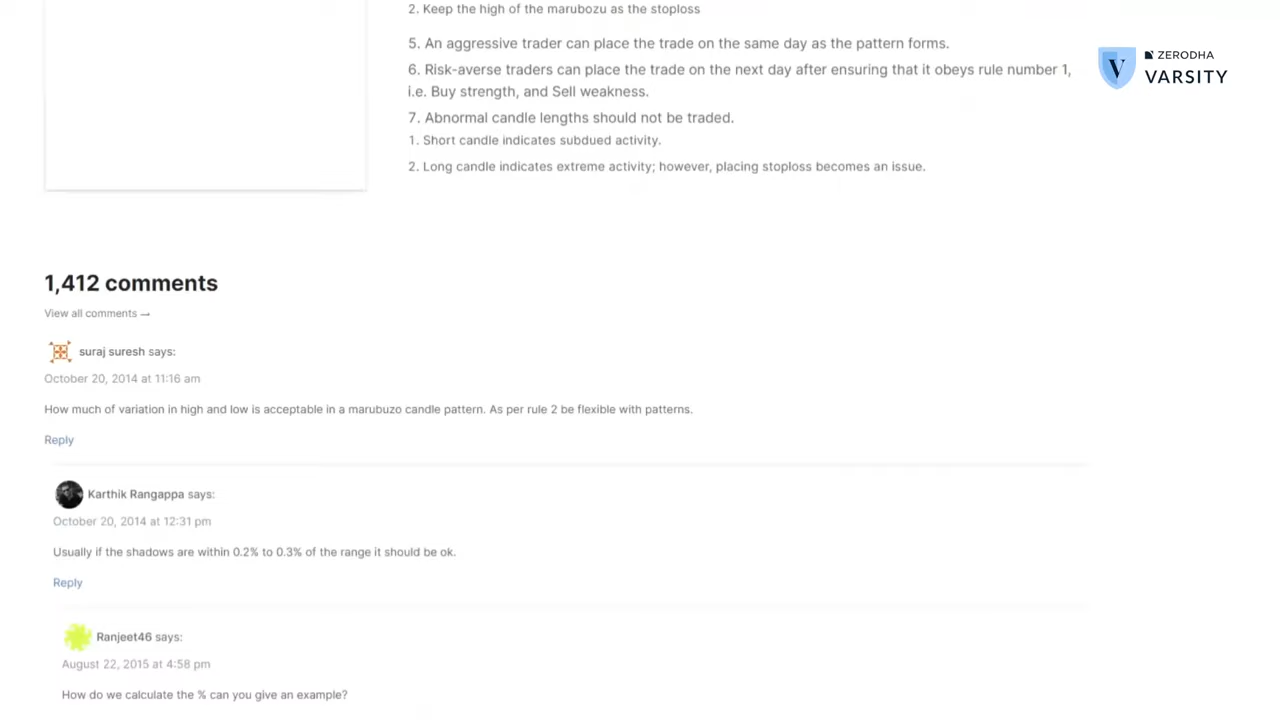 2. Keep the high of the marubozu as the stoploss
5. An aggressive trader can place the trade on the same day as the pattern forms.
6. Risk-averse traders can place the trade on the next day after ensuring that it obeys rule number 1,
i.e. Buy strength, and Sell weakness.
7. Abnormal candle lengths should not be traded.
1. Short candle indicates subdued activity.
2. Long candle indicates extreme activity; however, placing stoploss becomes an issue.
ZERODHA
VARSITY
1,412 comments
View all comments →
suraj suresh says:
October 20, 2014 at 11:16 am
How much of variation in high and low is acceptable in a marubuzo candle pattern. As per rule 2 be flexible with patterns.
Reply
Karthik Rangappa says:
October 20, 2014 at 12:31 pm
Usually if the shadows are within 0.2% to 0.3% of the range it should be ok.
Reply
Ranjeet46 says:
August 22, 2015 at 4:58 pm
How do we calculate the % can you give an example?